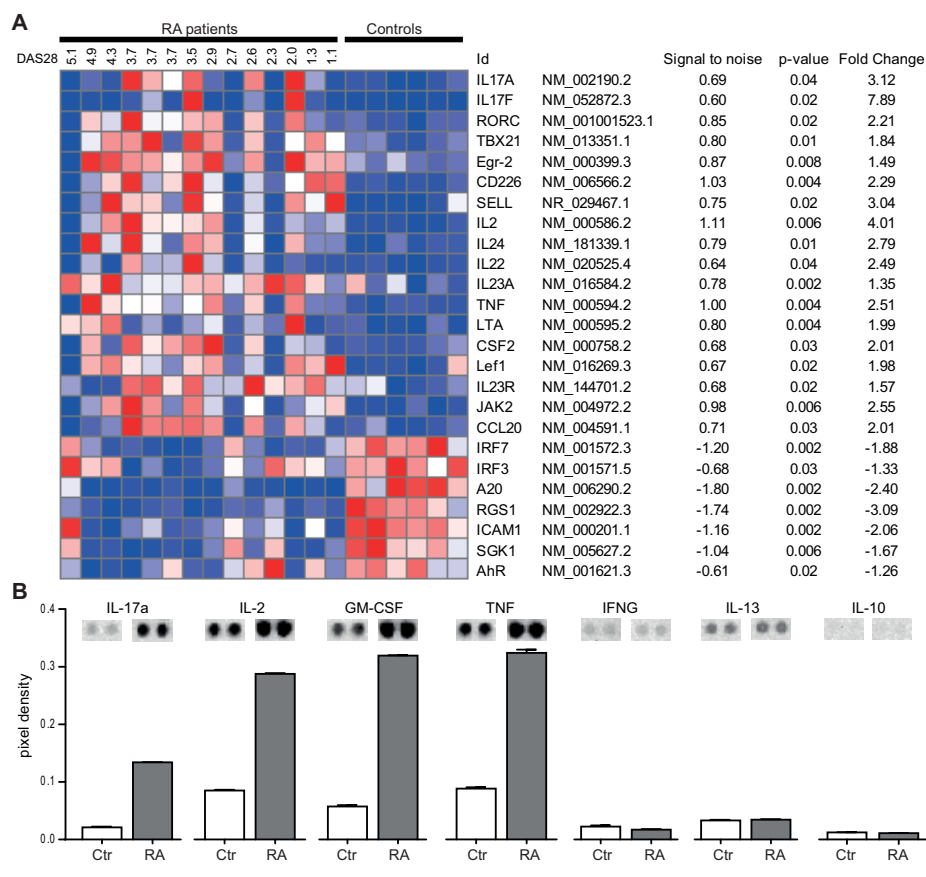 A
RA patients Controls
DAS28 5.1 4.9 4.3 3.7 3.7 3.7 3.5 2.9 2.7 2.6 2.3 2.0 1.3 1.1
Id Signal to noise p-value Fold Change
IL17A NM_002190.2 0.69 0.04 3.12
IL17F NM_052872.3 0.60 0.02 7.89
RORC NM_001001523.1 0.85 0.02 2.21
TBX21 NM_013351.1 0.80 0.01 1.84
Egr-2 NM_000399.3 0.87 0.008 1.49
CD226 NM_006566.2 1.03 0.004 2.29
SELL NR_029467.1 0.75 0.02 3.04
IL2 NM_000586.2 1.11 0.006 4.01
IL24 NM_181339.1 0.79 0.01 2.79
IL22 NM_020525.4 0.64 0.04 2.49
IL23A NM_016584.2 0.78 0.002 1.35
TNF NM_000594.2 1.00 0.004 2.51
LTA NM_000595.2 0.80 0.004 1.99
CSF2 NM_000758.2 0.68 0.03 2.01
Lef1 NM_016269.3 0.67 0.02 1.98
IL23R NM_144701.2 0.68 0.02 1.57
JAK2 NM_004972.2 0.98 0.006 2.55
CCL20 NM_004591.1 0.71 0.03 2.01
IRF7 NM_001572.3 -1.20 0.002 -1.88
IRF3 NM_001571.5 -0.68 0.03 -1.33
A20 NM_006290.2 -1.80 0.002 -2.40
RGS1 NM_002922.3 -1.74 0.002 -3.09
ICAM1 NM_000201.1 -1.16 0.002 -2.06
SGK1 NM_005627.2 -1.04 0.006 -1.67
AhR NM_001621.3 -0.61 0.02 -1.26
B
IL-17a IL-2 GM-CSF TNF IFNG IL-13 IL-10
pixel density
0.4
0.3
0.2
0.1
0.0
Ctr RA Ctr RA Ctr RA Ctr RA Ctr RA Ctr RA Ctr RA